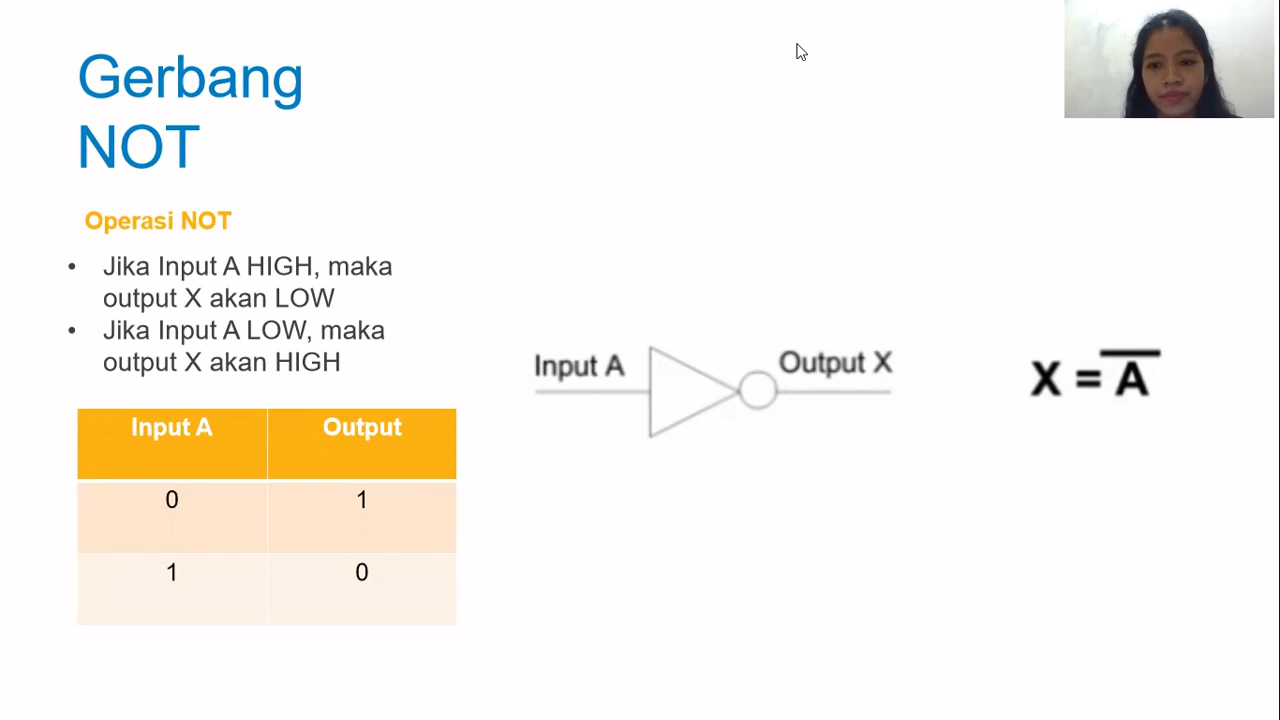 Gerbang
NOT
Operasi NOT
• Jika Input A HIGH, maka
output X akan LOW
• Jika Input A LOW, maka
output X akan HIGH
Input A Output
0 1
1 0
Input A Output X
X = A̅